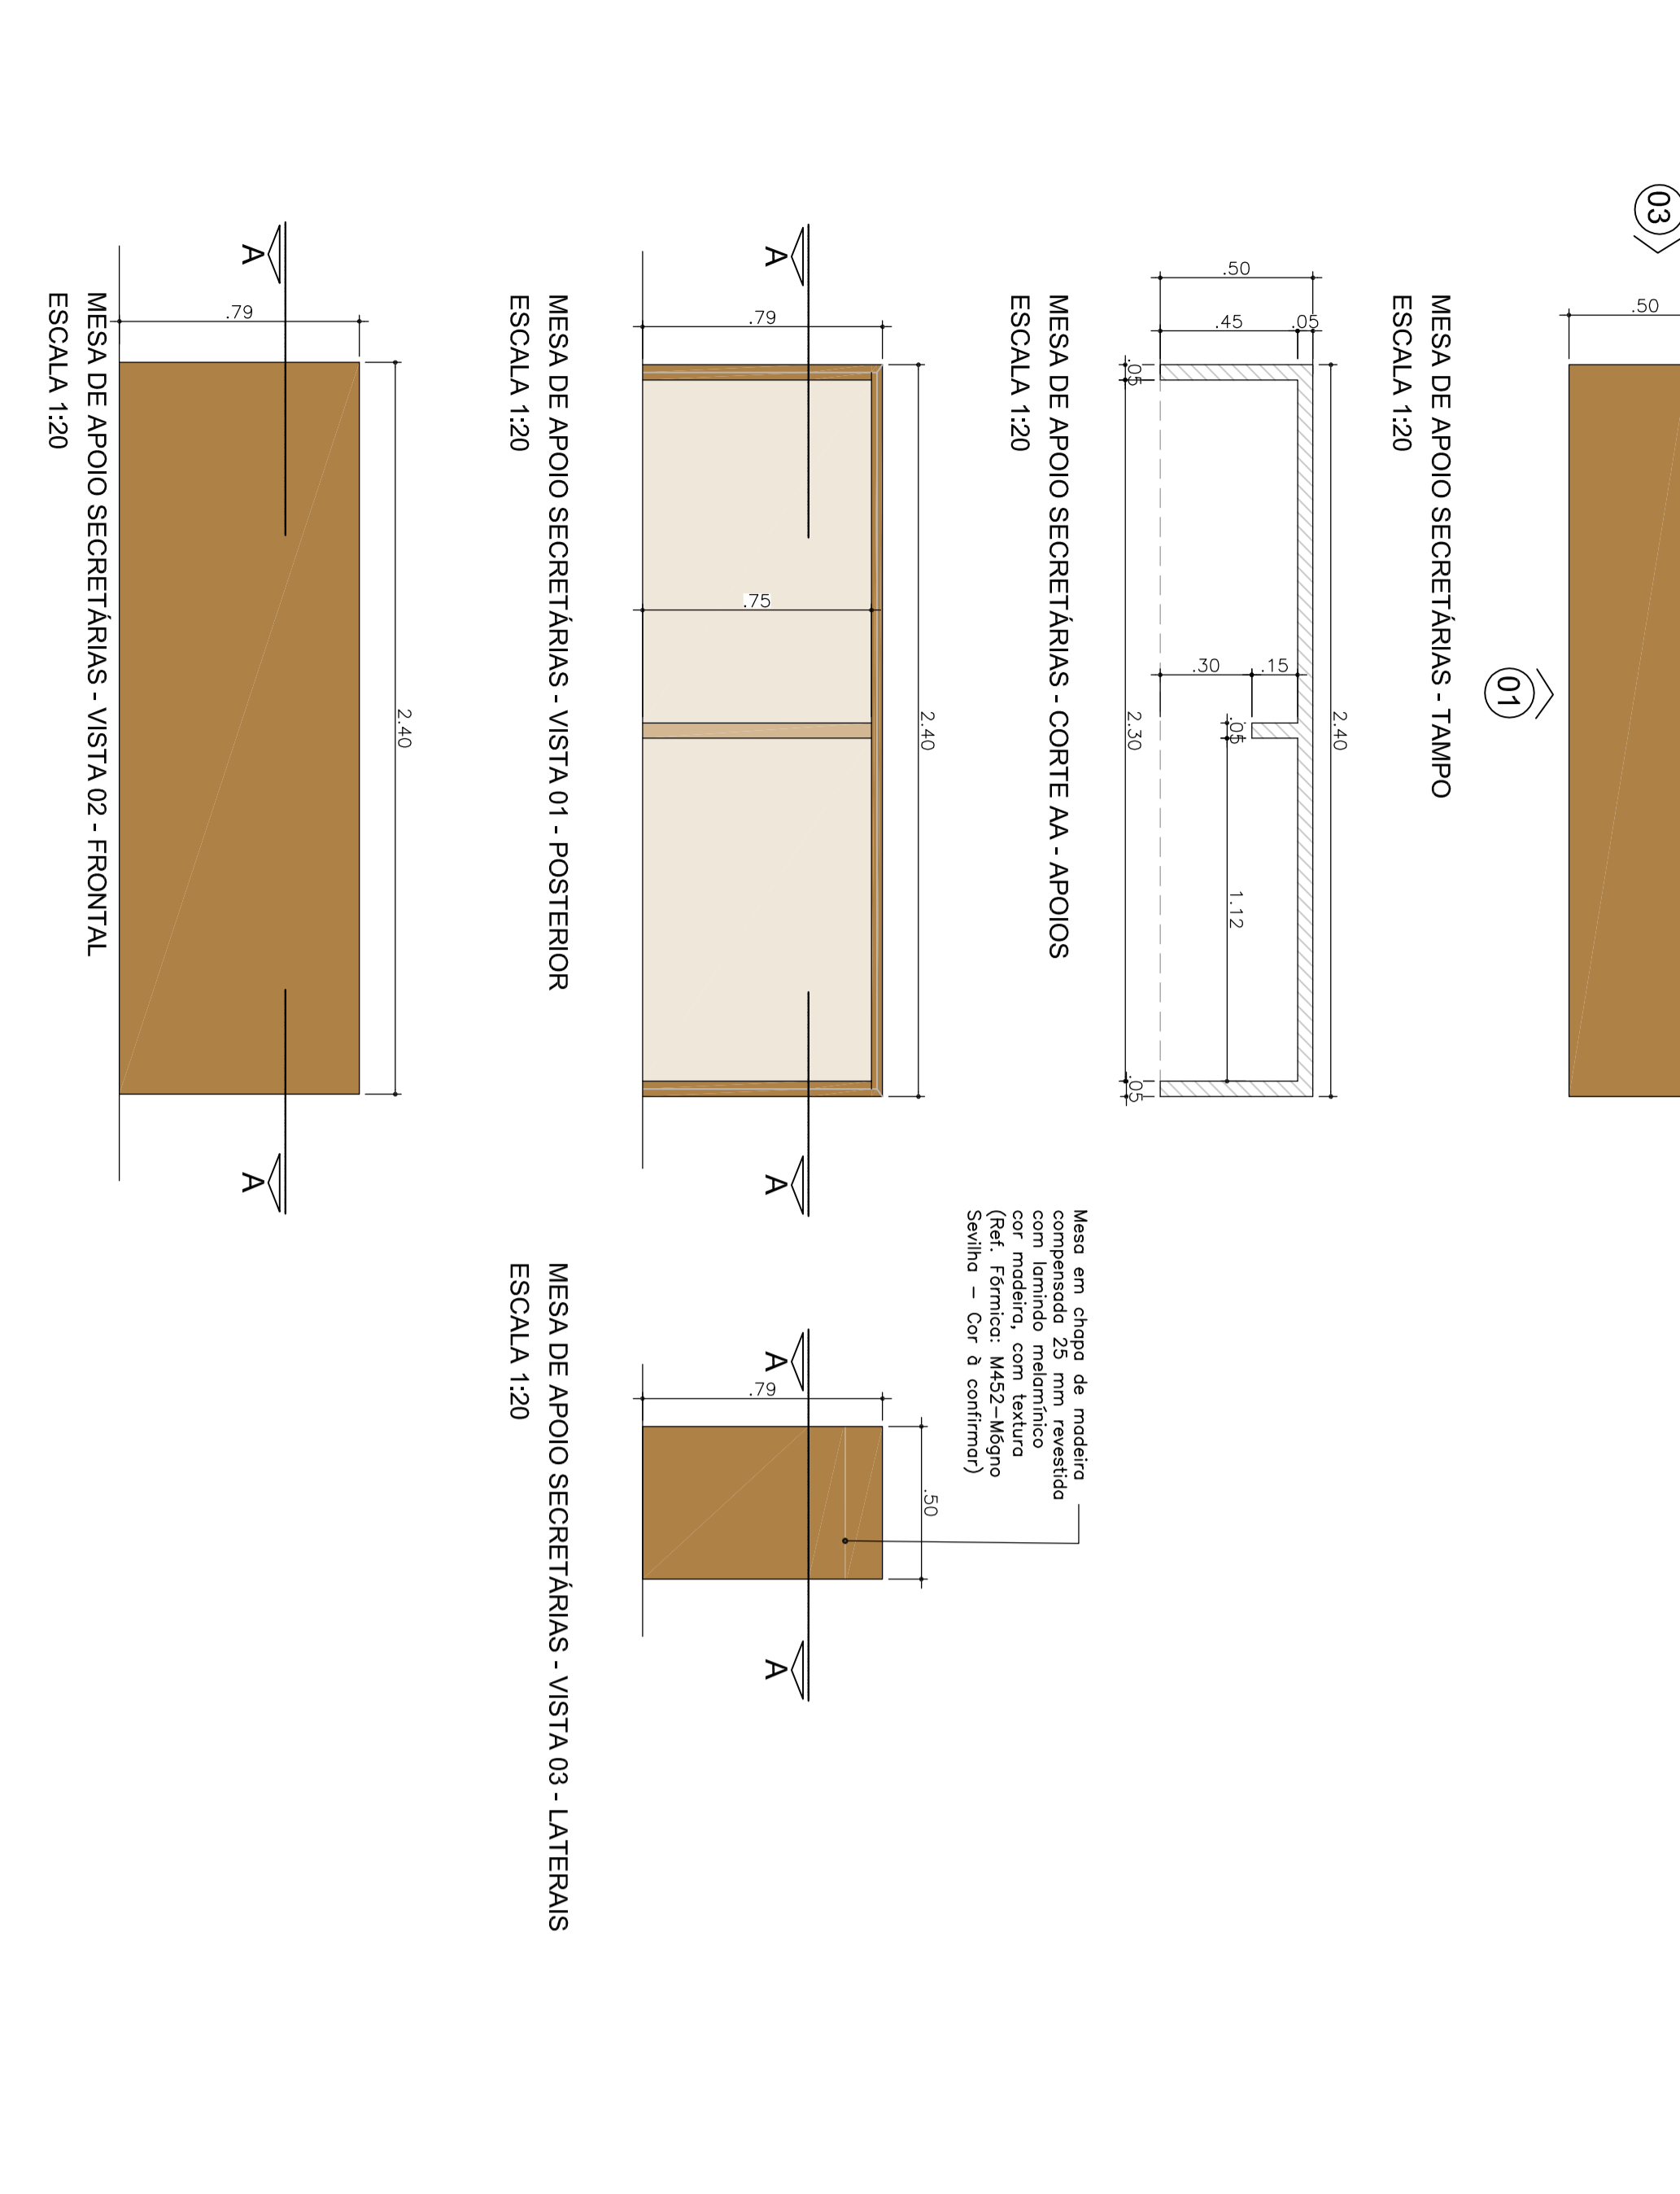 03
.50
01
MESA DE APOIO SECRETÁRIAS - TAMPO
ESCALA 1:20
2.40
.50
.45
.05
.30
.15
.05
1.12
.05
2.30
.05
MESA DE APOIO SECRETÁRIAS - CORTE AA - APOIOS
ESCALA 1:20
2.40
.79
.75
A
A
MESA DE APOIO SECRETÁRIAS - VISTA 01 - POSTERIOR
ESCALA 1:20
Mesa em chapa de madeira
compensada 25 mm revestida
com lamindo melamínico
cor madeira, com textura
(Ref. Fórmica: M452-Mógno
Sevilha - Cor à confirmar)
.50
.79
A
A
MESA DE APOIO SECRETÁRIAS - VISTA 03 - LATERAIS
ESCALA 1:20
2.40
.79
A
A
MESA DE APOIO SECRETÁRIAS - VISTA 02 - FRONTAL
ESCALA 1:20